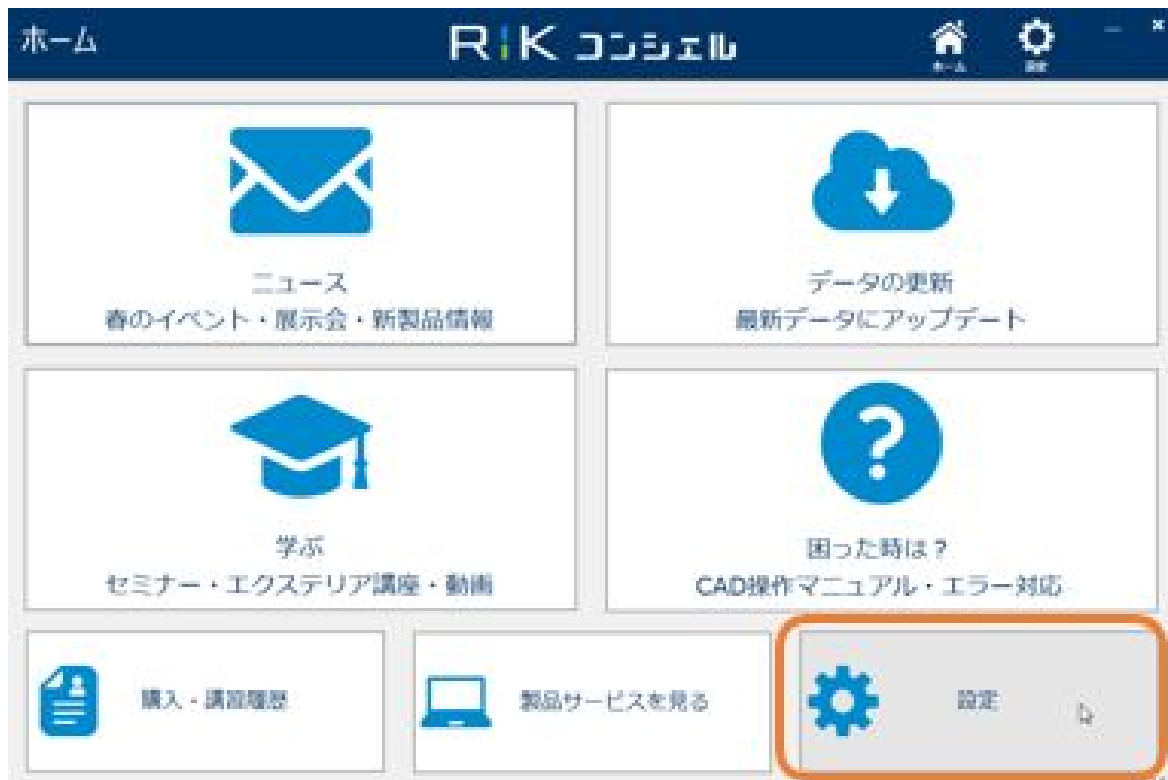 ホーム
RIK コンシェル
ホーム
設定
ニュース
春のイベント・展示会・新製品情報
データの更新
最新データにアップデート
学ぶ
セミナー・エクステリア講座・動画
困った時は？
CAD操作マニュアル・エラー対応
購入・講習履歴
製品サービスを見る
設定